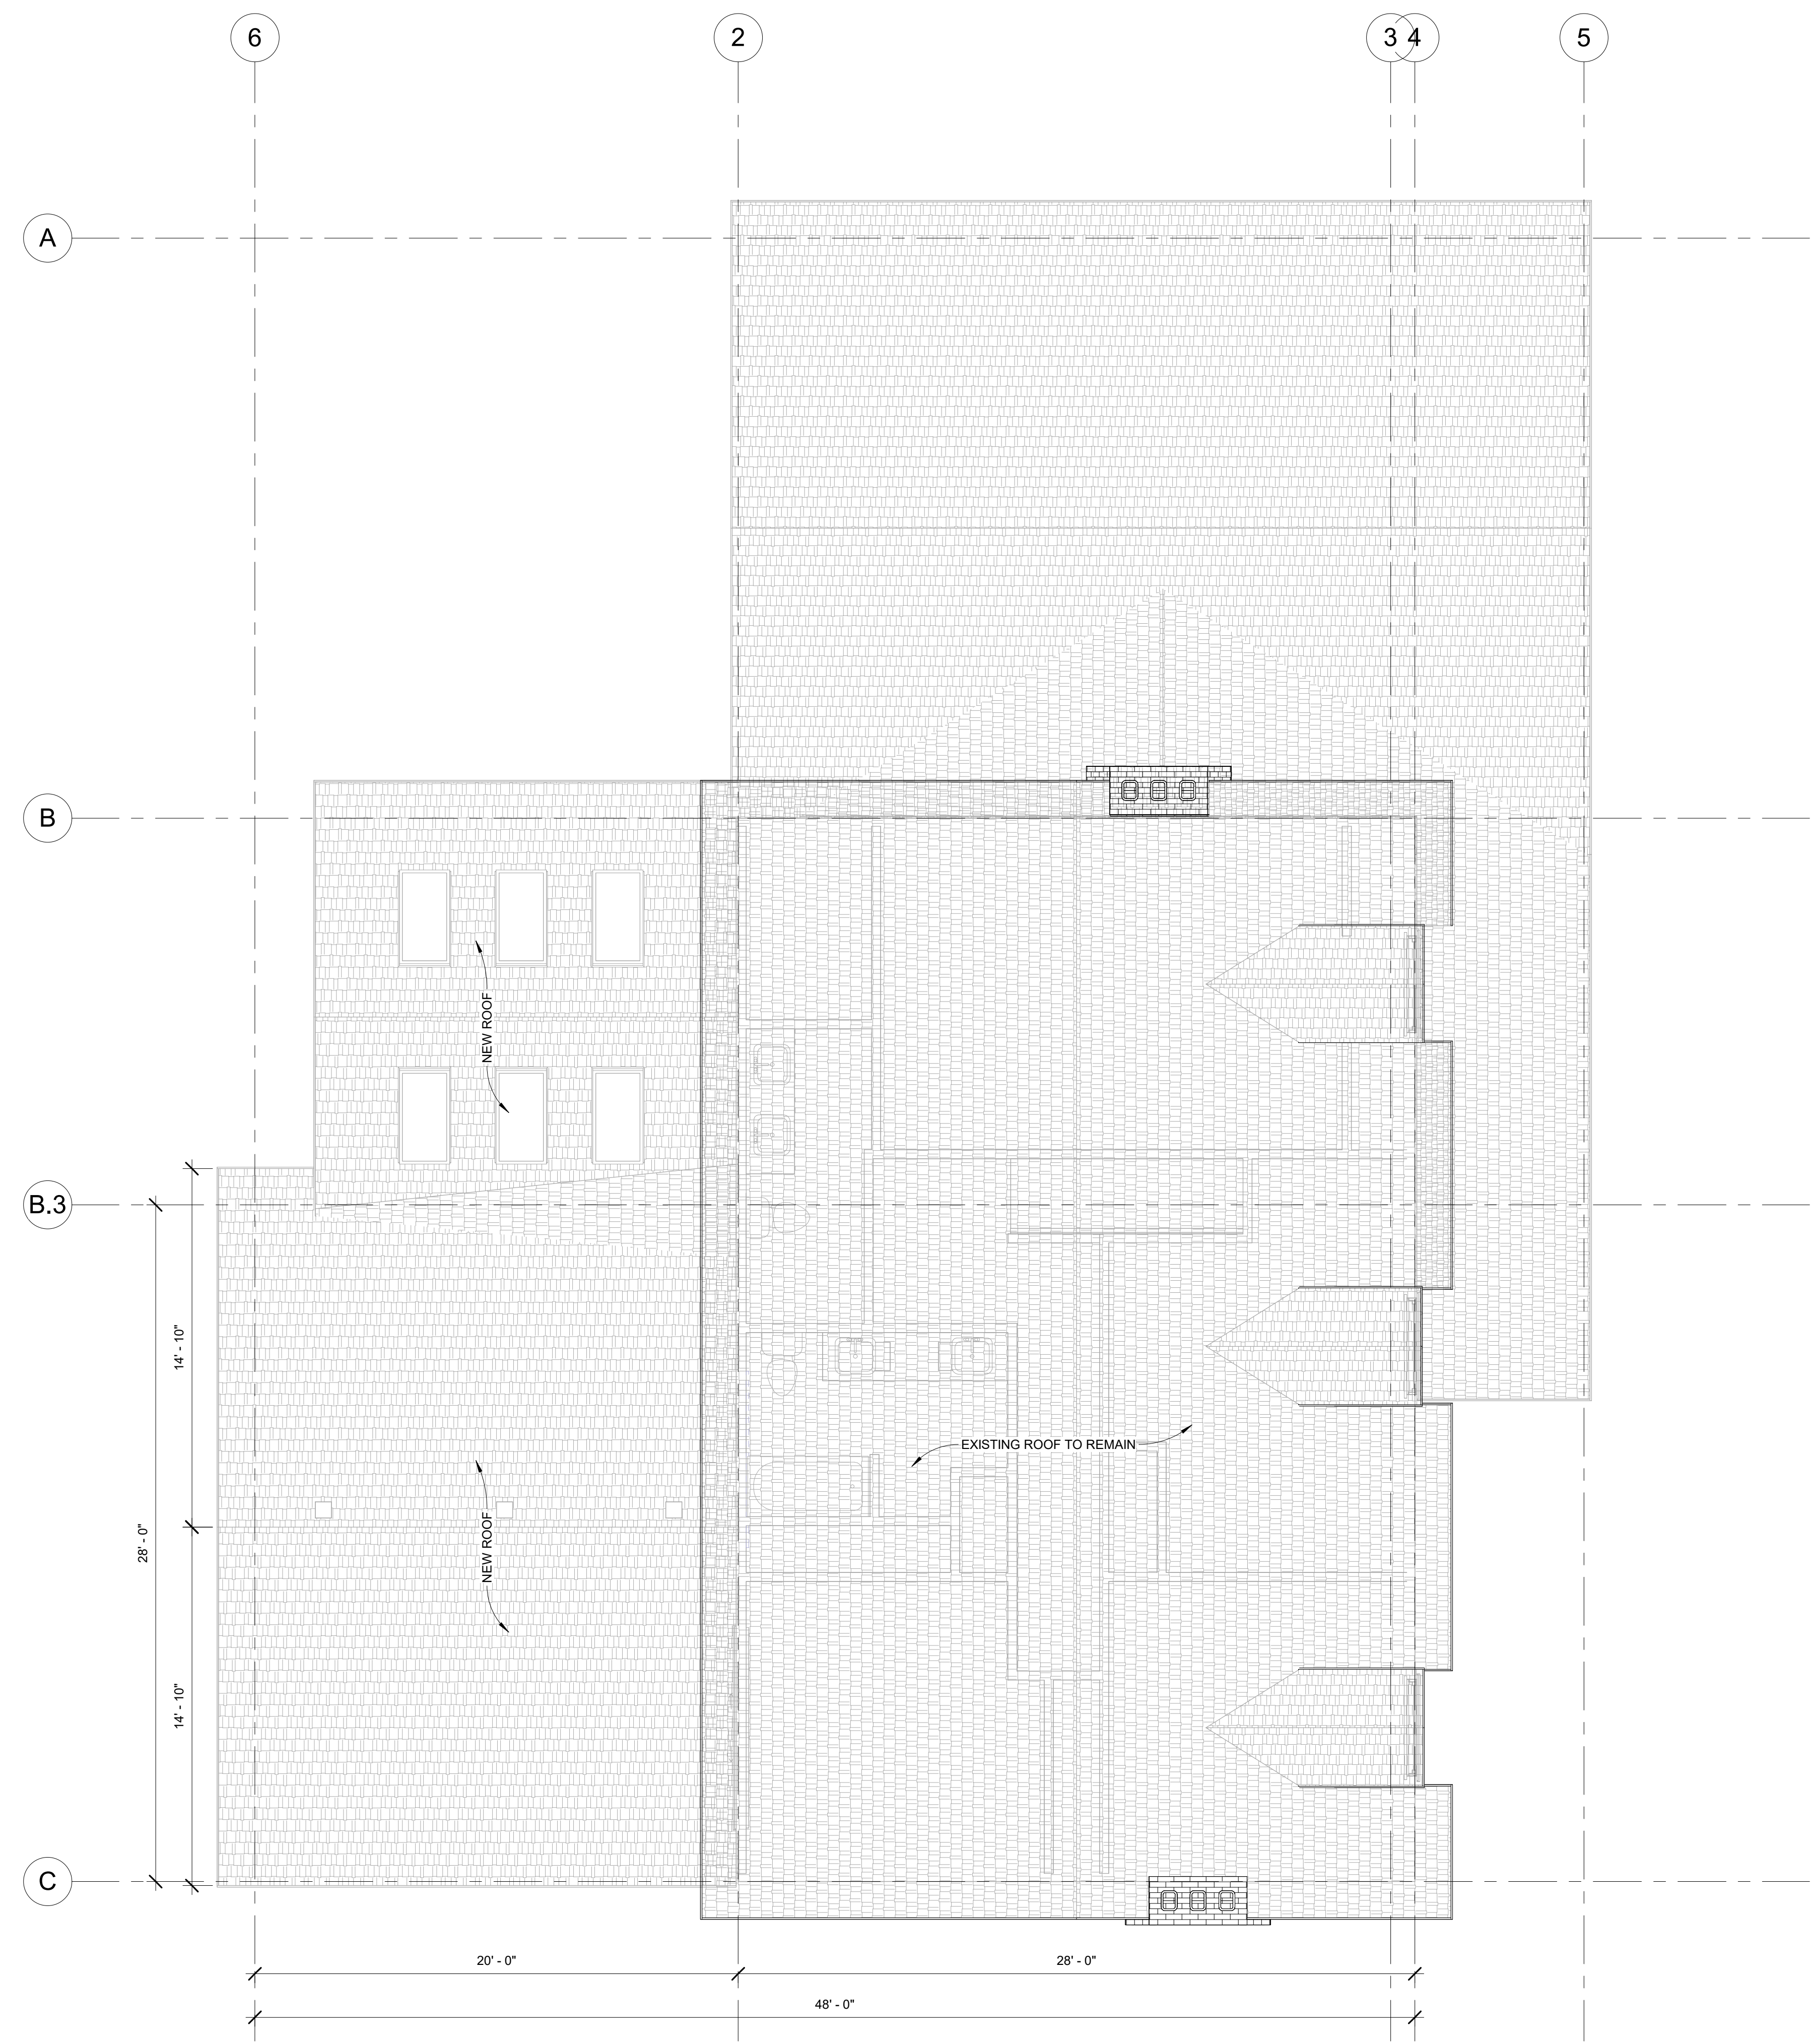 6
2
3
4
5
A
B
NEW ROOF
B.3
14' - 10"
EXISTING ROOF TO REMAIN
28' - 0"
NEW ROOF
14' - 10"
C
20' - 0"
28' - 0"
48' - 0"